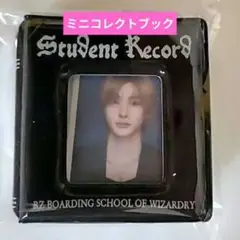 ミニコレクトブック
Student Record
RZ BOARDING SCHOOL OF WIZARDRY